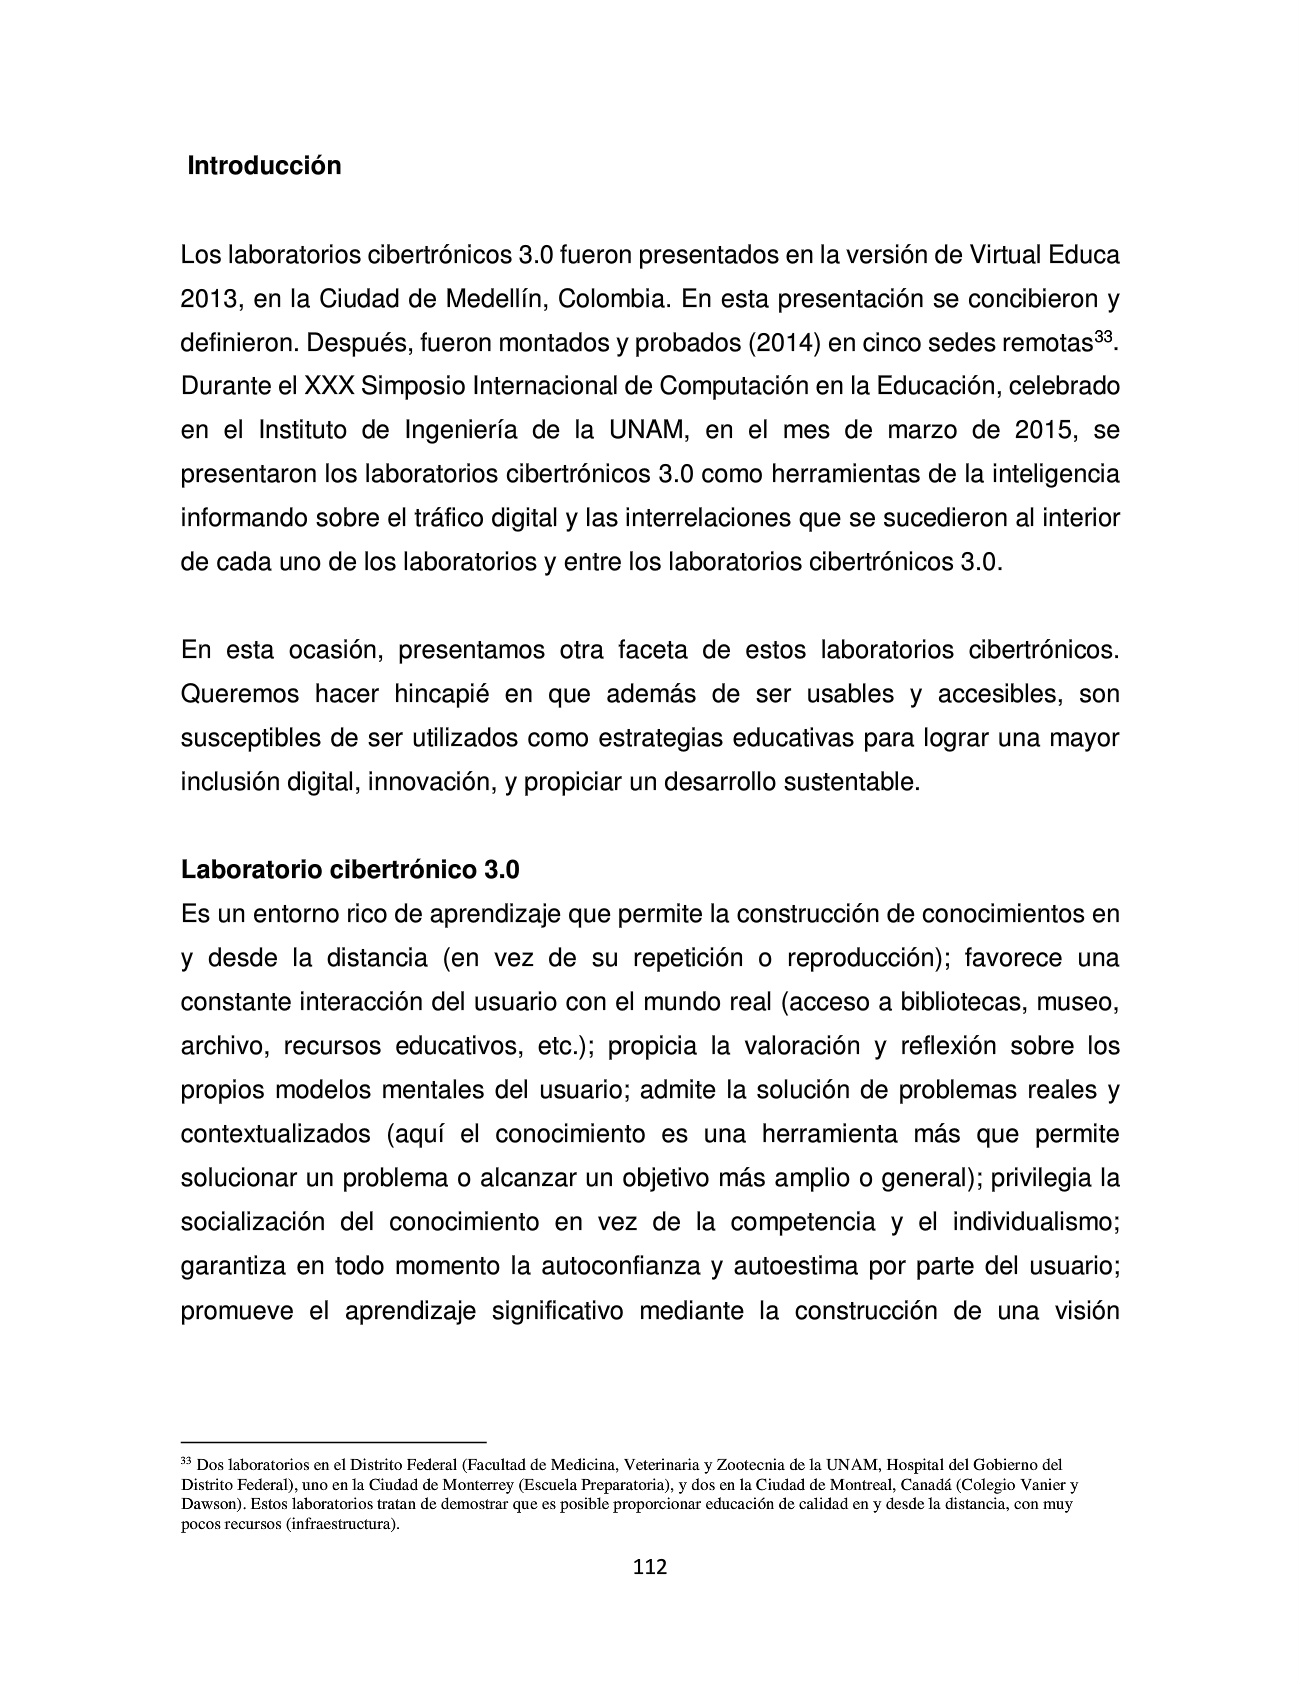 Introducción
Los laboratorios cibertrónicos 3.0 fueron presentados en la versión de Virtual Educa
2013, en la Ciudad de Medellín, Colombia. En esta presentación se concibieron y
definieron. Después, fueron montados y probados (2014) en cinco sedes remotas33.
Durante el XXX Simposio Internacional de Computación en la Educación, celebrado
en el Instituto de Ingeniería de la UNAM, en el mes de marzo de 2015, se
presentaron los laboratorios cibertrónicos 3.0 como herramientas de la inteligencia
informando sobre el tráfico digital y las interrelaciones que se sucedieron al interior
de cada uno de los laboratorios y entre los laboratorios cibertrónicos 3.0.
En esta ocasión, presentamos otra faceta de estos laboratorios cibertrónicos.
Queremos hacer hincapié en que además de ser usables y accesibles, son
susceptibles de ser utilizados como estrategias educativas para lograr una mayor
inclusión digital, innovación, y propiciar un desarrollo sustentable.
Laboratorio cibertrónico 3.0
Es un entorno rico de aprendizaje que permite la construcción de conocimientos en
y desde la distancia (en vez de su repetición o reproducción); favorece una
constante interacción del usuario con el mundo real (acceso a bibliotecas, museo,
archivo, recursos educativos, etc.); propicia la valoración y reflexión sobre los
propios modelos mentales del usuario; admite la solución de problemas reales y
contextualizados (aquí el conocimiento es una herramienta más que permite
solucionar un problema o alcanzar un objetivo más amplio o general); privilegia la
socialización del conocimiento en vez de la competencia y el individualismo;
garantiza en todo momento la autoconfianza y autoestima por parte del usuario;
promueve el aprendizaje significativo mediante la construcción de una visión
33 Dos laboratorios en el Distrito Federal (Facultad de Medicina, Veterinaria y Zootecnia de la UNAM, Hospital del Gobierno del
Distrito Federal), uno en la Ciudad de Monterrey (Escuela Preparatoria), y dos en la Ciudad de Montreal, Canadá (Colegio Vanier y
Dawson). Estos laboratorios tratan de demostrar que es posible proporcionar educación de calidad en y desde la distancia, con muy
pocos recursos (infraestructura).
112